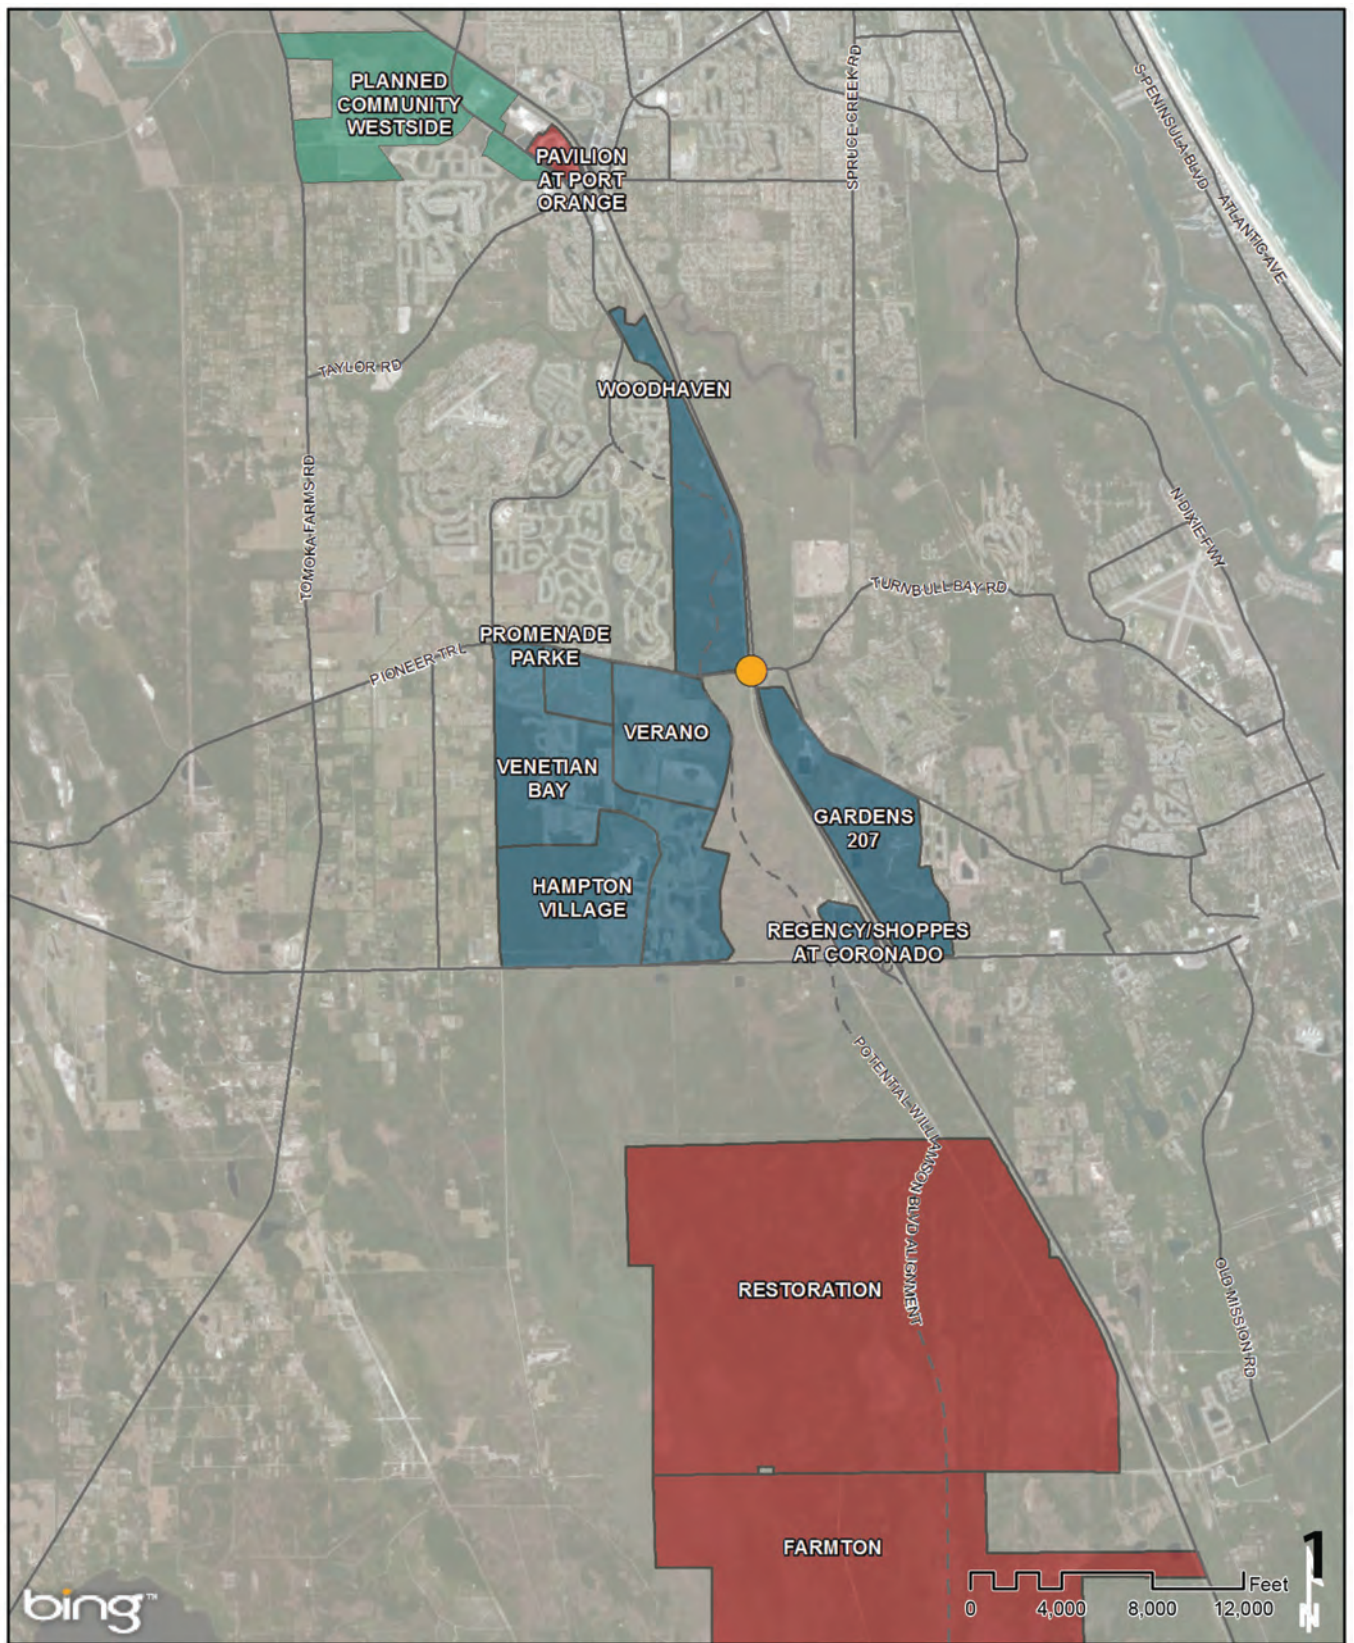 PLANNED
COMMUNITY
WESTSIDE
PAVILION
AT PORT
ORANGE
SPRUCE CREEK RD
S PENINSULA BLVD
ATLANTIC AVE
TAYLOR RD
WOODHAVEN
TOMOKA FARMS RD
N DIXIE FWY
TURNBULL BAY RD
PROMENADE
PARKE
PIONEER TRL
VERANO
VENETIAN
BAY
GARDENS
207
HAMPTON
VILLAGE
REGENCY/SHOPPES
AT CORONADO
POTENTIAL WILLIAMSON BLVD ALIGNMENT
RESTORATION
OLD MISSION RD
FARMTON
bing™
Feet
0 4,000 8,000 12,000
N